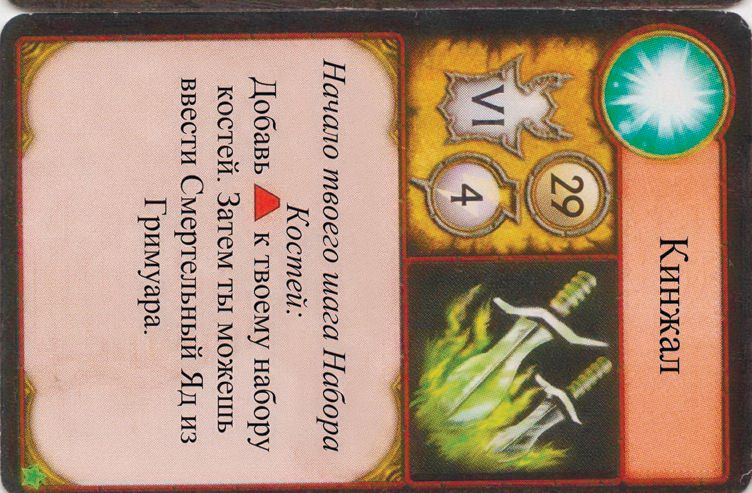 Кинжал
29
VI
4
Начало твоего шага Набора
Костей:
Добавь к твоему набору
костей. Затем ты можешь
ввести Смертельный Яд из
Гримуара.